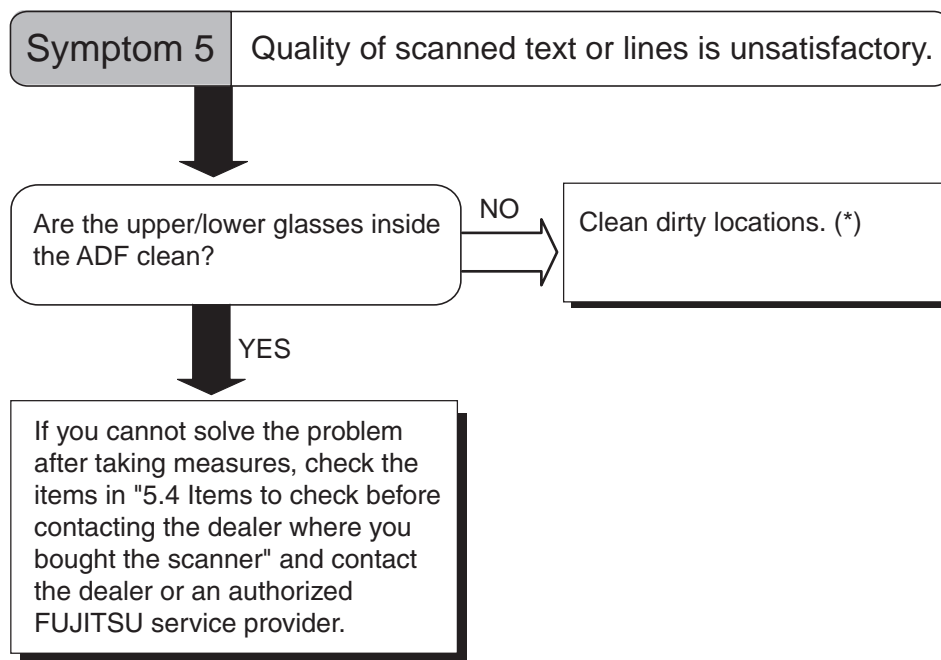 Symptom 5 Quality of scanned text or lines is unsatisfactory.
Are the upper/lower glasses inside
the ADF clean?
NO
Clean dirty locations. (*)
YES
If you cannot solve the problem
after taking measures, check the
items in "5.4 Items to check before
contacting the dealer where you
bought the scanner" and contact
the dealer or an authorized
FUJITSU service provider.